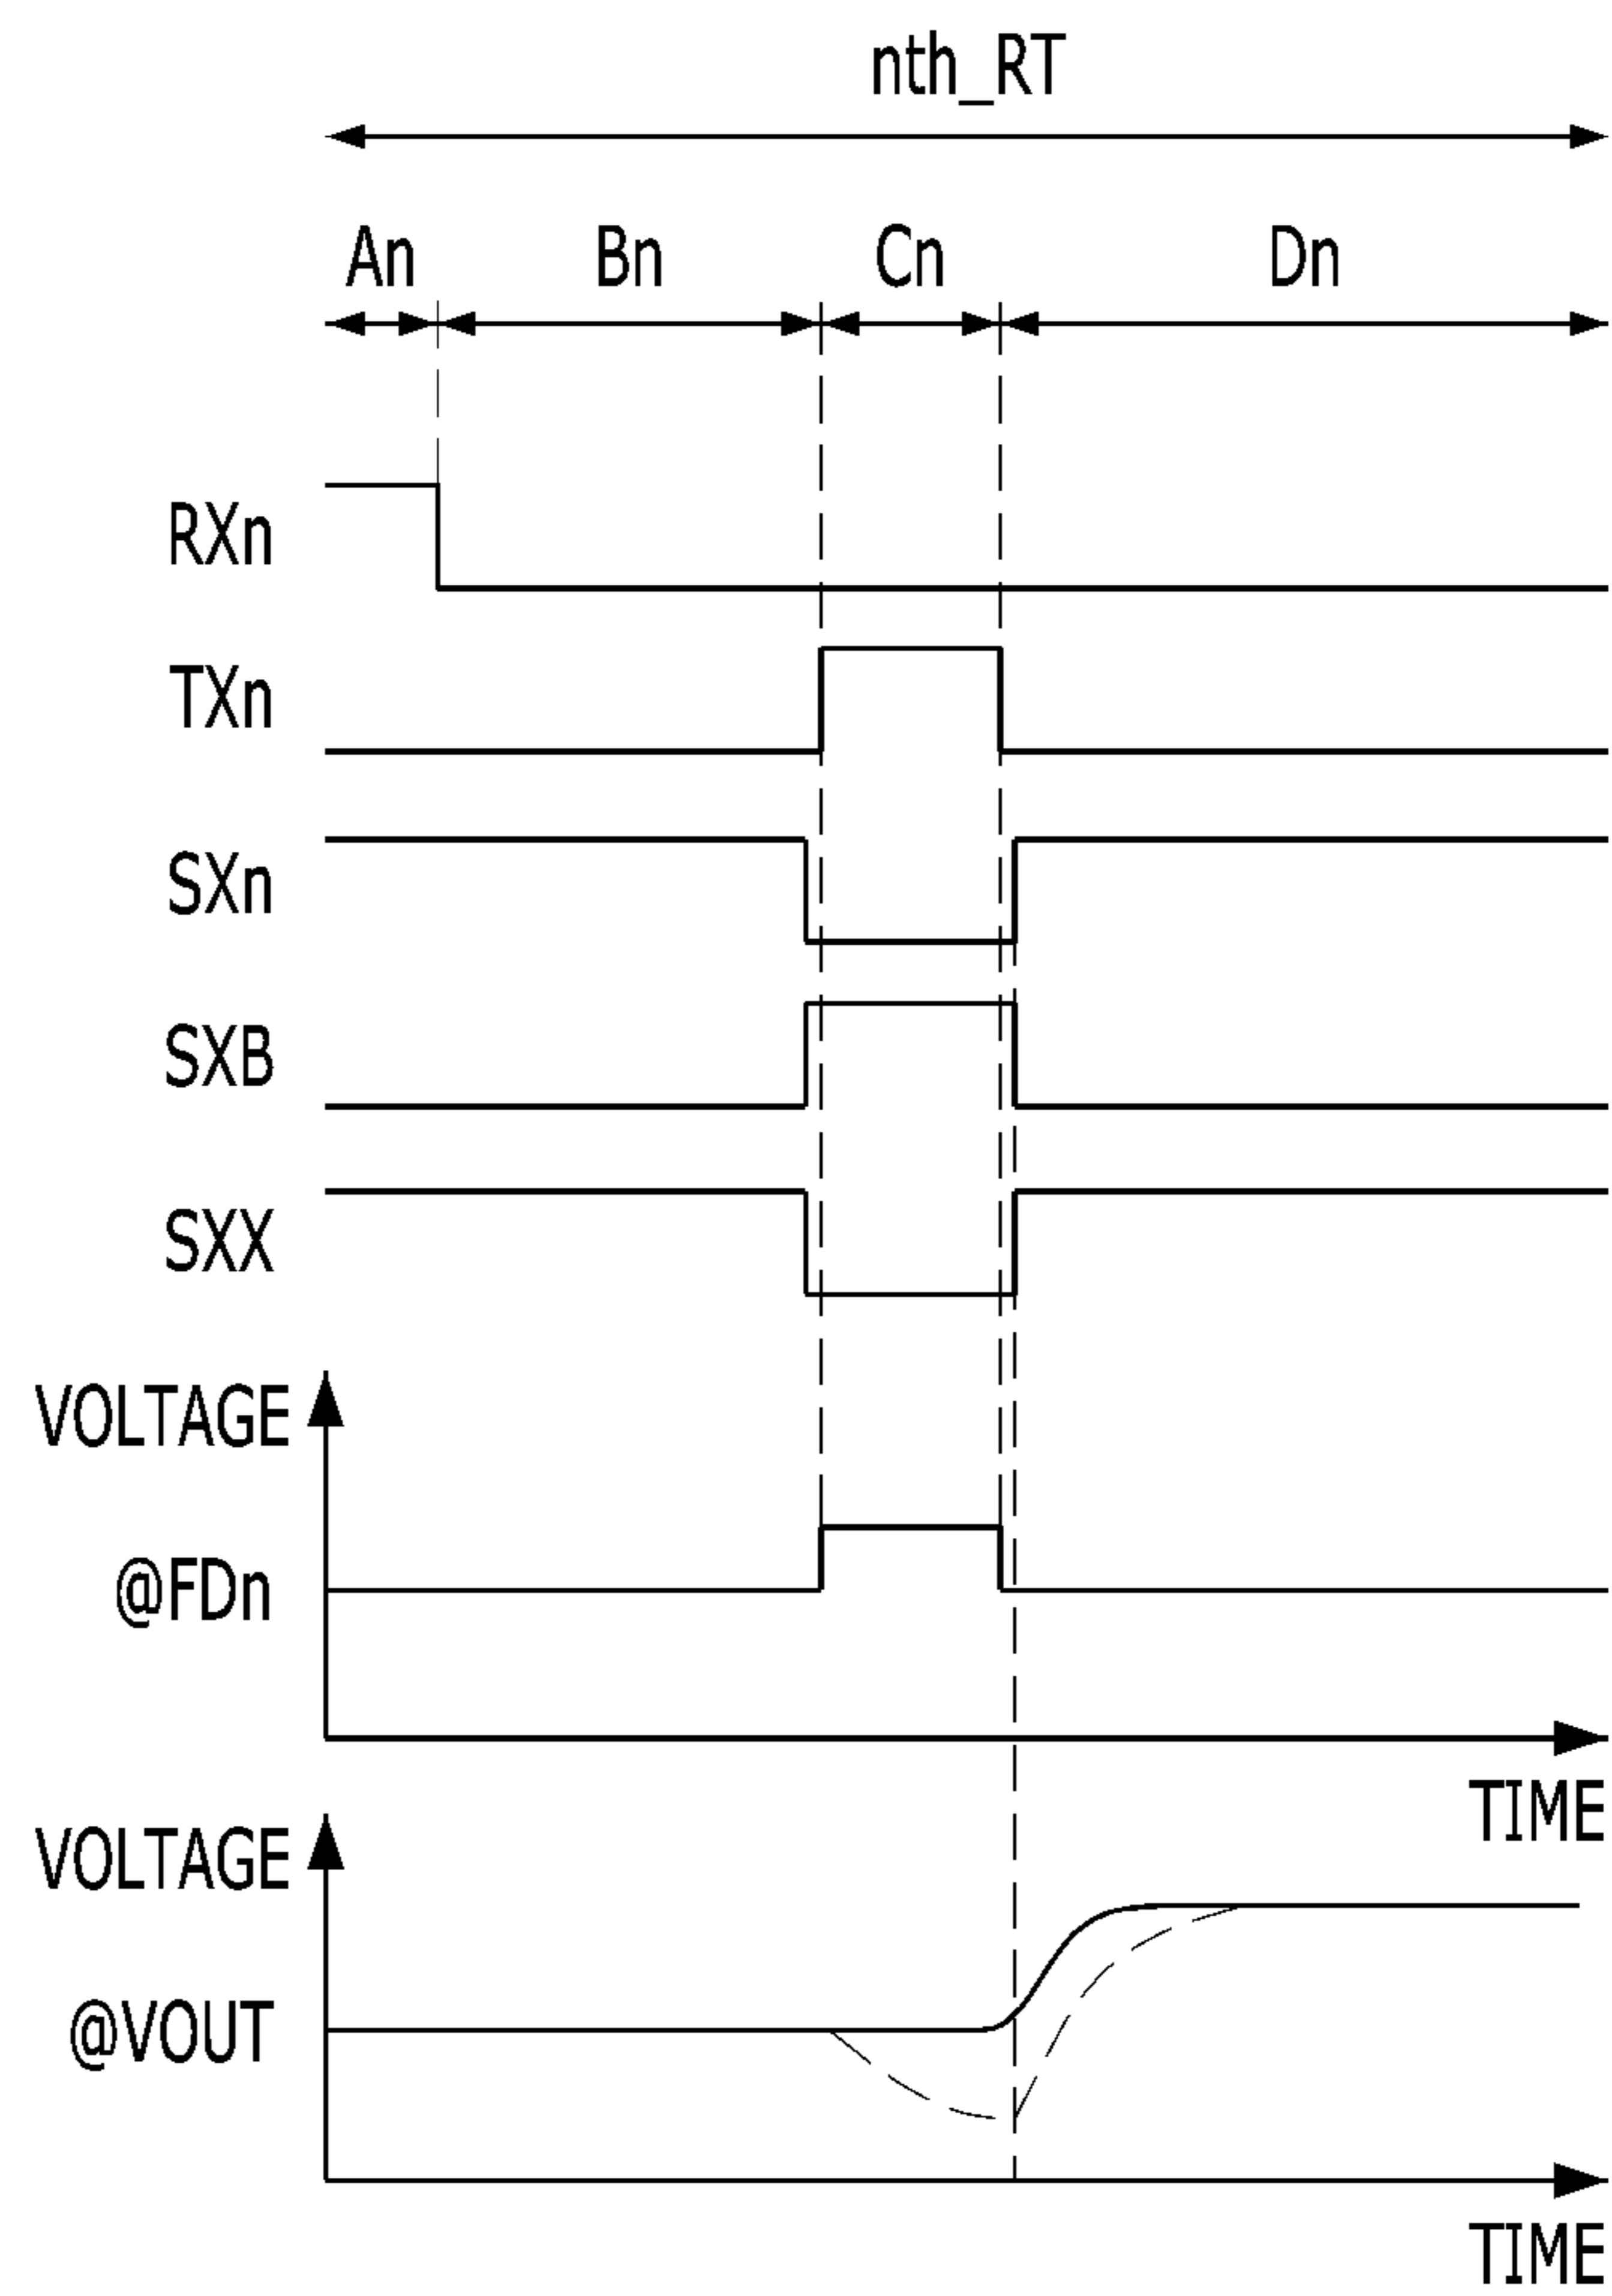 nth_RT
An Bn Cn Dn
RXn
TXn
SXn
SXB
SXX
VOLTAGE
@FDn
TIME
VOLTAGE
@VOUT
TIME